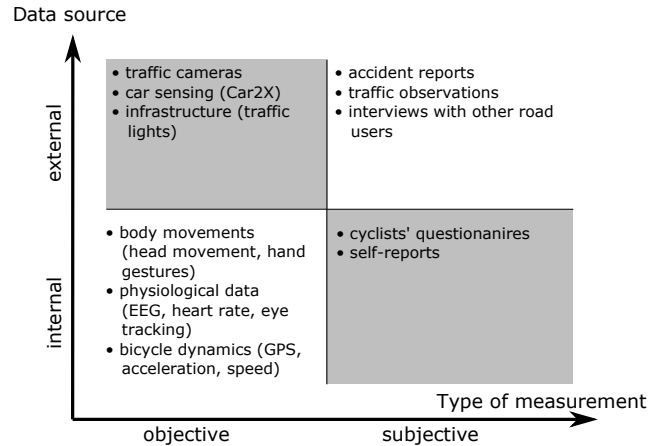 Data source
external
• traffic cameras
• car sensing (Car2X)
• infrastructure (traffic
lights)
• accident reports
• traffic observations
• interviews with other road
users
internal
• body movements
(head movement, hand
gestures)
• physiological data
(EEG, heart rate, eye
tracking)
• bicycle dynamics (GPS,
acceleration, speed)
• cyclists' questionanires
• self-reports
Type of measurement
objective
subjective